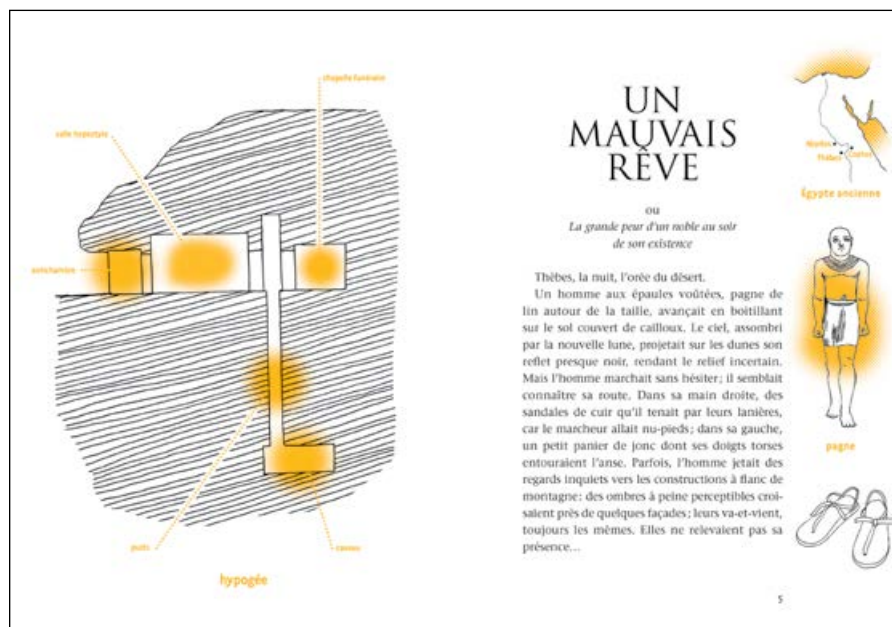 chapelle funéraire
salle hypostyle
antichambre
puits
caveau
hypogée
UN
MAUVAIS
RÊVE
ou
La grande peur d'un noble au soir
de son existence
Thèbes, la nuit, l'orée du désert.
Un homme aux épaules voûtées, pagne de
lin autour de la taille, avançait en boitillant
sur le sol couvert de cailloux. Le ciel, assombri
par la nouvelle lune, projetait sur les dunes son
reflet presque noir, rendant le relief incertain.
Mais l'homme marchait sans hésiter ; il semblait
connaître sa route. Dans sa main droite, des
sandales de cuir qu'il tenait par leurs lanières,
car le marcheur allait nu-pieds ; dans sa gauche,
un petit panier de jonc dont ses doigts torses
entouraient l'anse. Parfois, l'homme jetait des
regards inquiets vers les constructions à flanc de
montagne : des ombres à peine perceptibles croi-
saient près de quelques façades ; leurs va-et-vient,
toujours les mêmes. Elles ne relevaient pas sa
présence…
Thèbes
Égypte ancienne
pagne
5